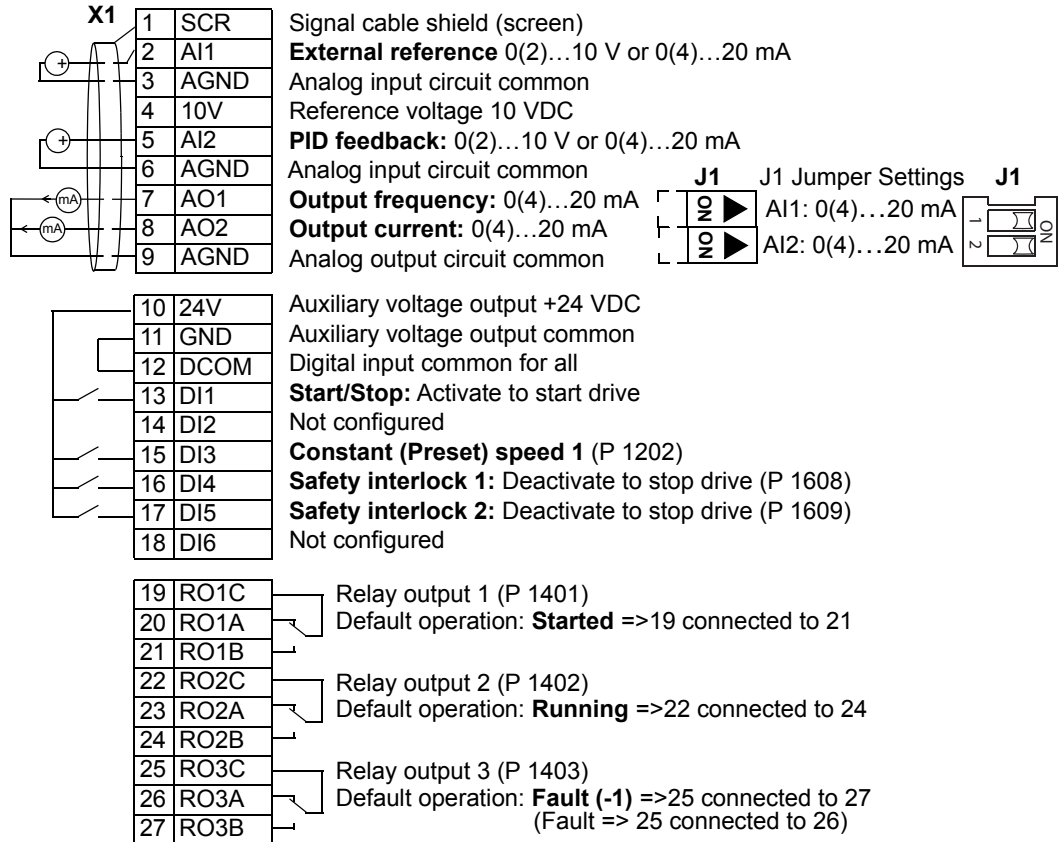 X1
1 SCR Signal cable shield (screen)
2 AI1 External reference 0(2)…10 V or 0(4)…20 mA
3 AGND Analog input circuit common
4 10V Reference voltage 10 VDC
5 AI2 PID feedback: 0(2)…10 V or 0(4)…20 mA
6 AGND Analog input circuit common
7 AO1 Output frequency: 0(4)…20 mA
8 AO2 Output current: 0(4)…20 mA
9 AGND Analog output circuit common
+
+
mA
mA
J1 J1 Jumper Settings J1
ON AI1: 0(4)…20 mA
ON AI2: 0(4)…20 mA
1 2 ON
10 24V Auxiliary voltage output +24 VDC
11 GND Auxiliary voltage output common
12 DCOM Digital input common for all
13 DI1 Start/Stop: Activate to start drive
14 DI2 Not configured
15 DI3 Constant (Preset) speed 1 (P 1202)
16 DI4 Safety interlock 1: Deactivate to stop drive (P 1608)
17 DI5 Safety interlock 2: Deactivate to stop drive (P 1609)
18 DI6 Not configured
19 RO1C Relay output 1 (P 1401)
20 RO1A Default operation: Started =>19 connected to 21
21 RO1B
22 RO2C Relay output 2 (P 1402)
23 RO2A Default operation: Running =>22 connected to 24
24 RO2B
25 RO3C Relay output 3 (P 1403)
26 RO3A Default operation: Fault (-1) =>25 connected to 27
27 RO3B (Fault => 25 connected to 26)